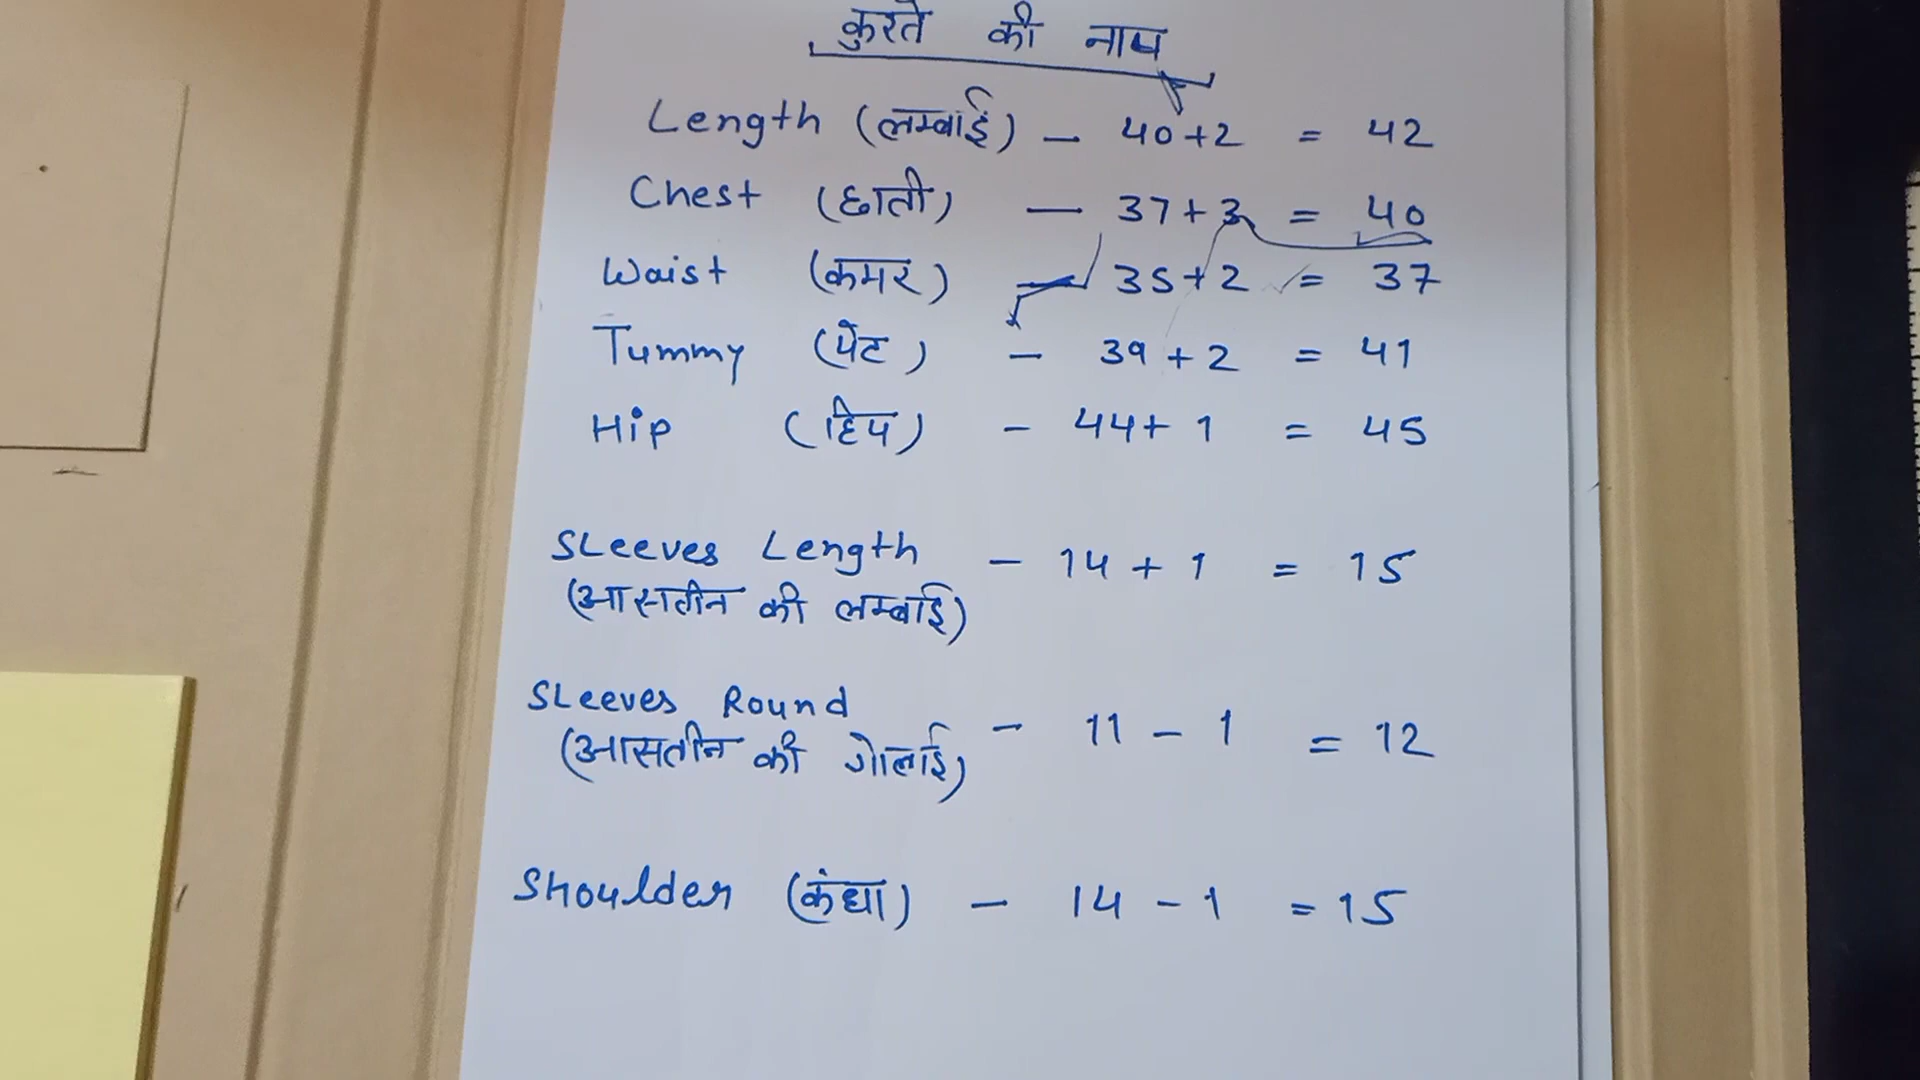 कुरते की नाप
Length (लम्बाई) - 40+2 = 42
Chest (छाती) - 37+3 = 40
Waist (कमर) - 35+2 = 37
Tummy (पेंट) - 39+2 = 41
Hip (हिप) - 44+1 = 45
Sleeves Length - 14+1 = 15
(आसतीन की लम्बाई)
Sleeves Round - 11-1 = 12
(आसतीन की गोलाई)
Shoulder (कंधा) - 14-1 = 15